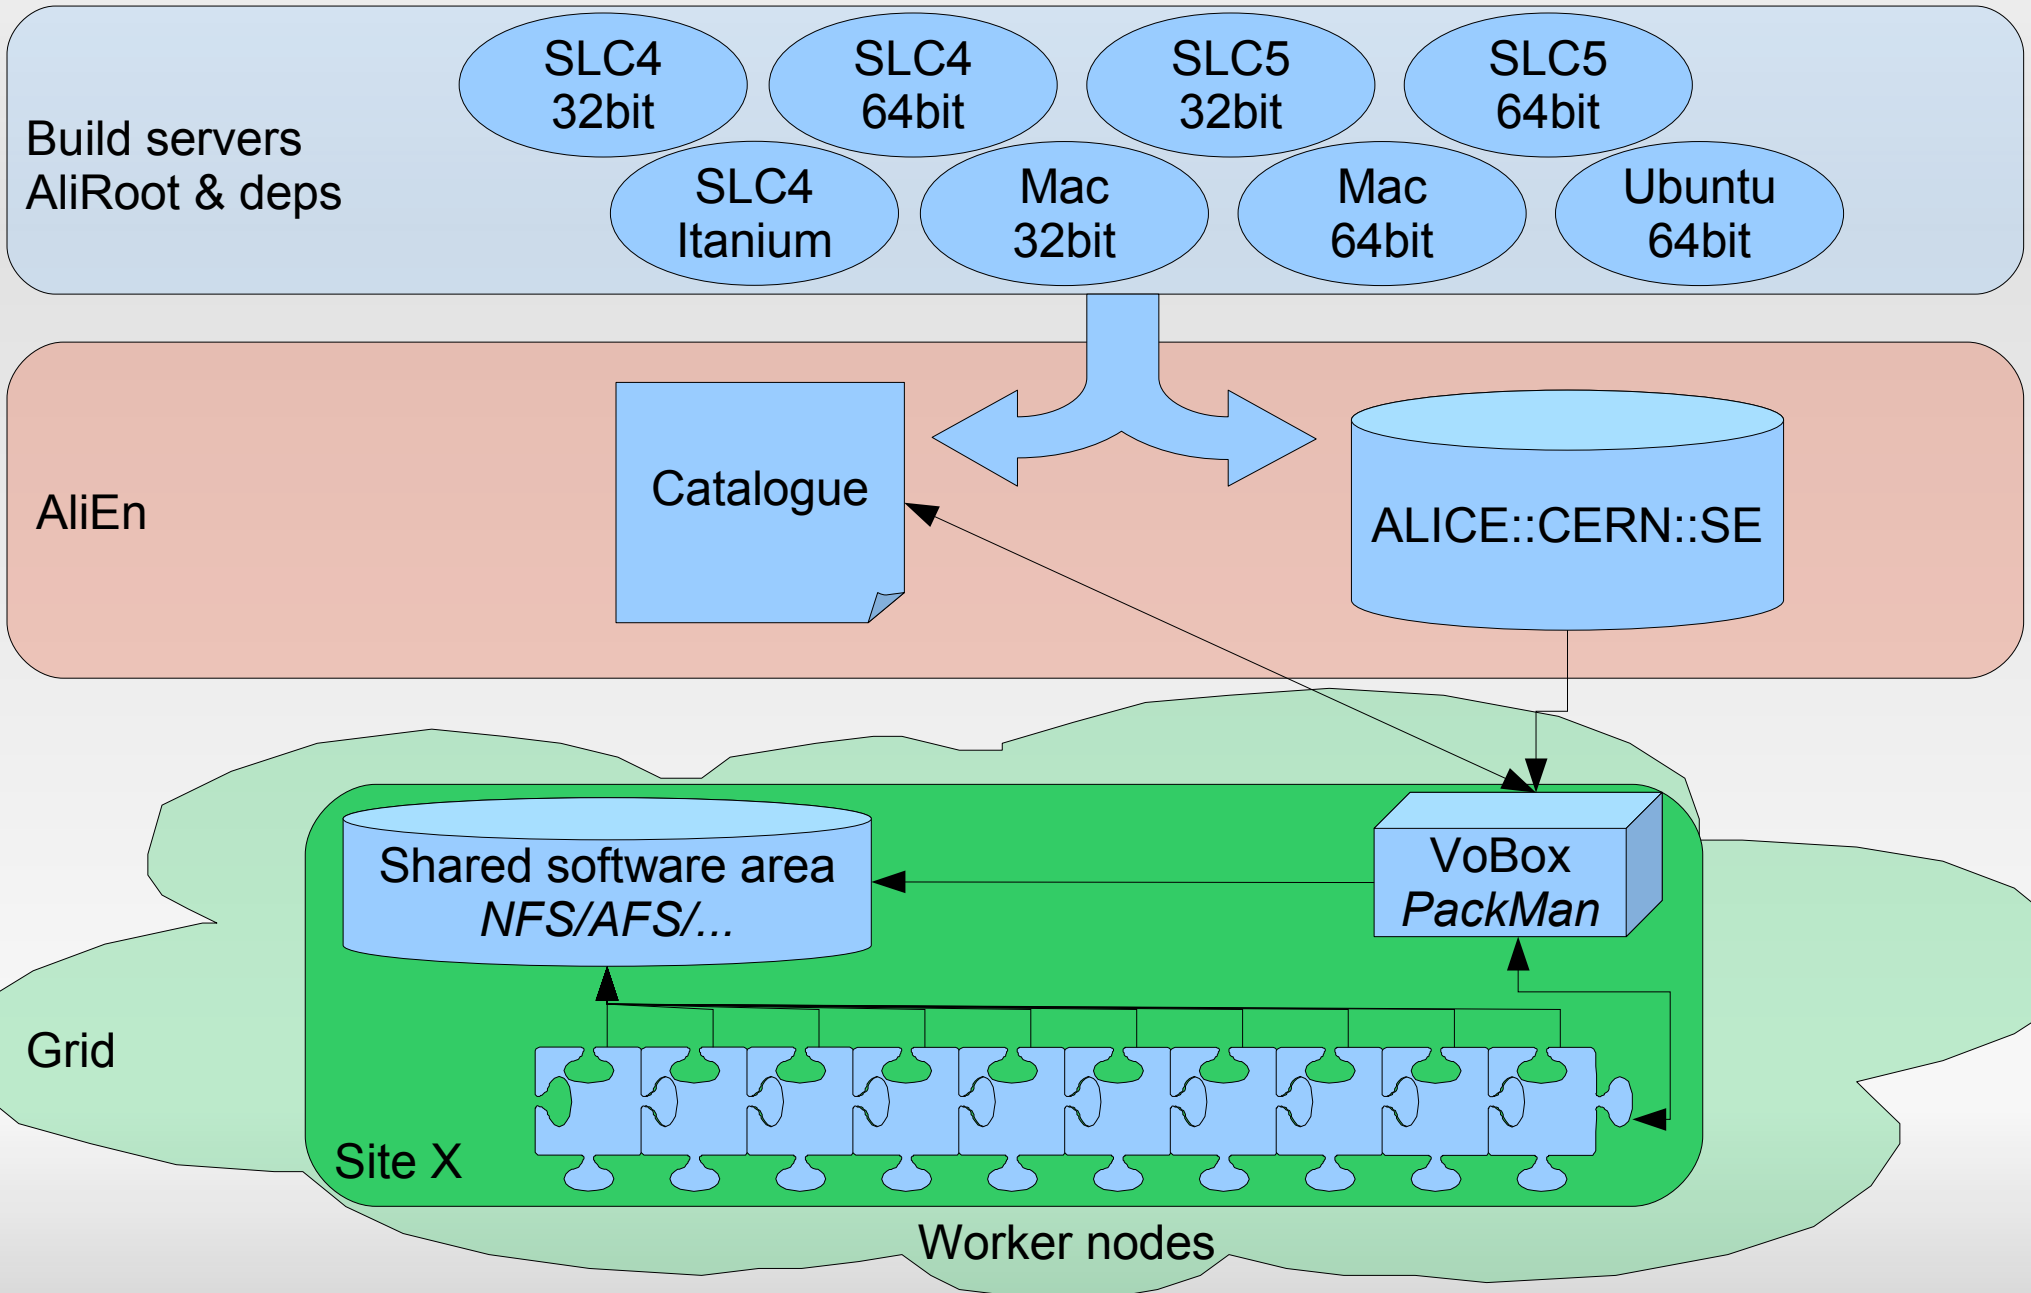 SLC4
32bit
SLC4
64bit
SLC5
32bit
SLC5
64bit
Build servers
AliRoot & deps
SLC4
Itanium
Mac
32bit
Mac
64bit
Ubuntu
64bit
AliEn
Catalogue
ALICE::CERN::SE
Shared software area
NFS/AFS/...
VoBox
PackMan
Grid
Site X
Worker nodes